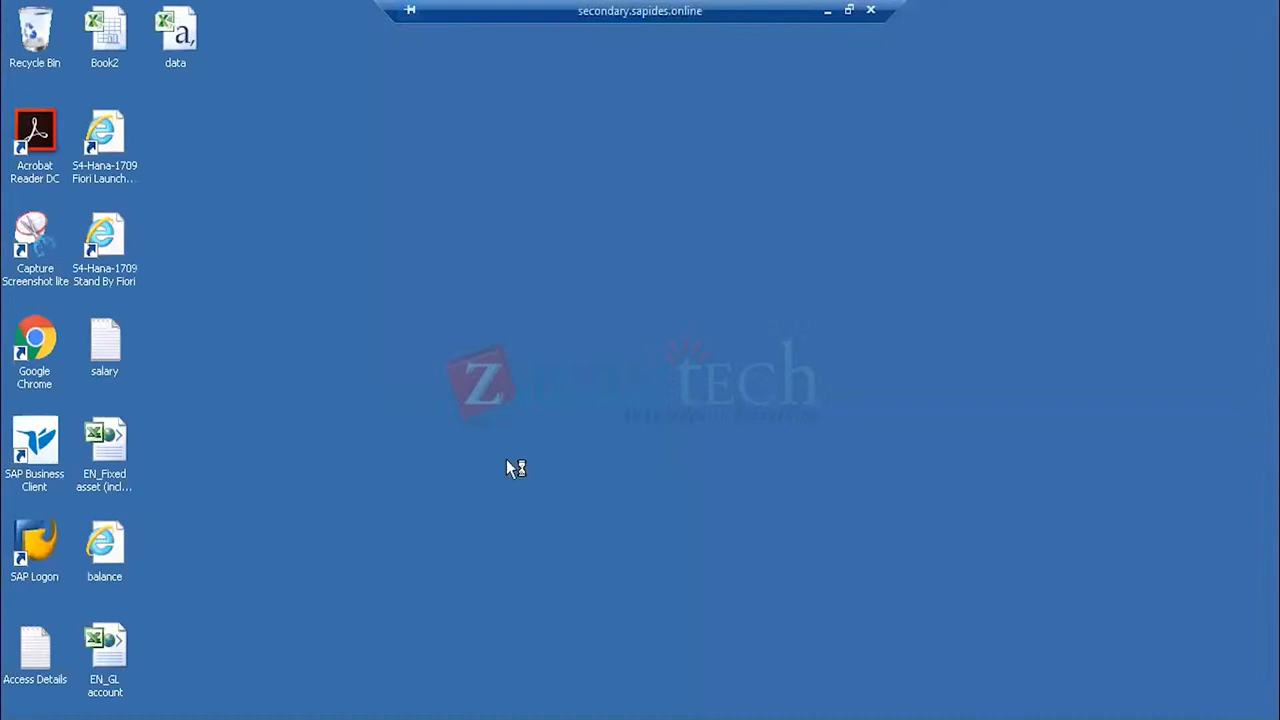 secondary.sapides.online
Recycle Bin
Book2
data
Acrobat
Reader DC
S4-Hana-1709
Fiori Launch...
Capture
Screenshot lite
S4-Hana-1709
Stand By Fiori
Google
Chrome
salary
SAP Business
Client
EN_Fixed
asset (incl...
SAP Logon
balance
Access Details
EN_GL
account
Z
tech